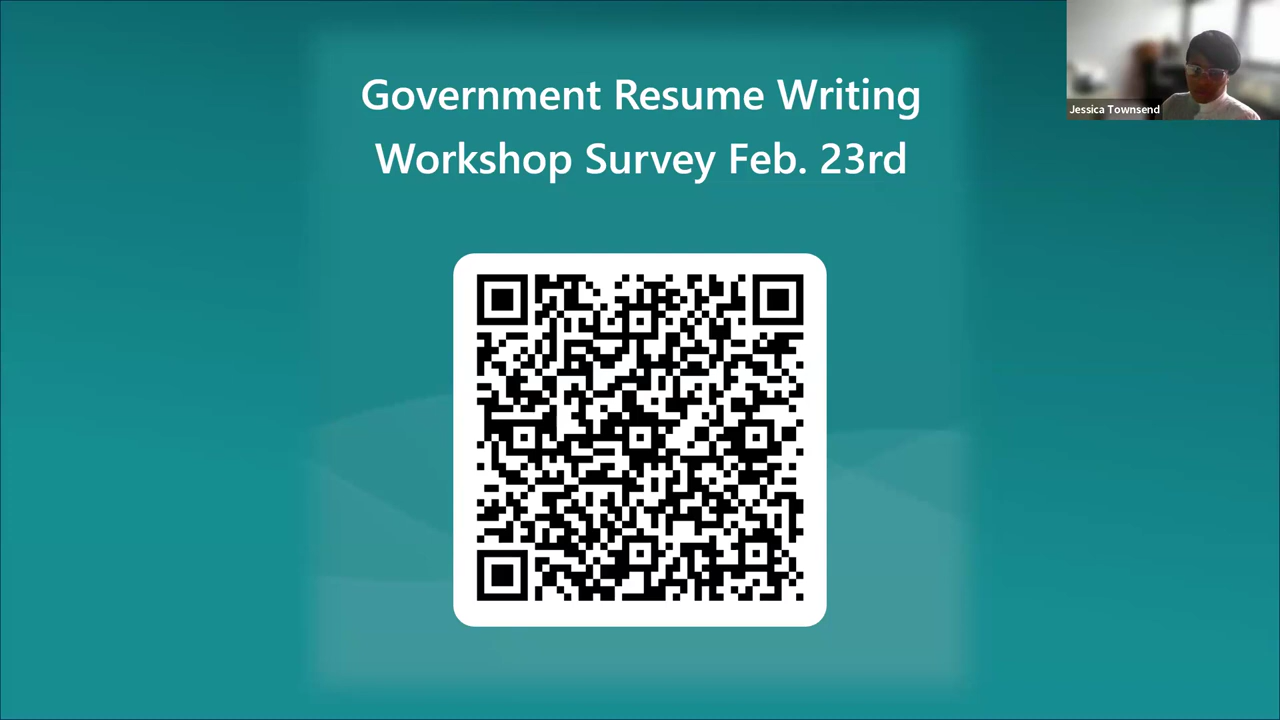 Government Resume Writing
Workshop Survey Feb. 23rd
Jessica Townsend